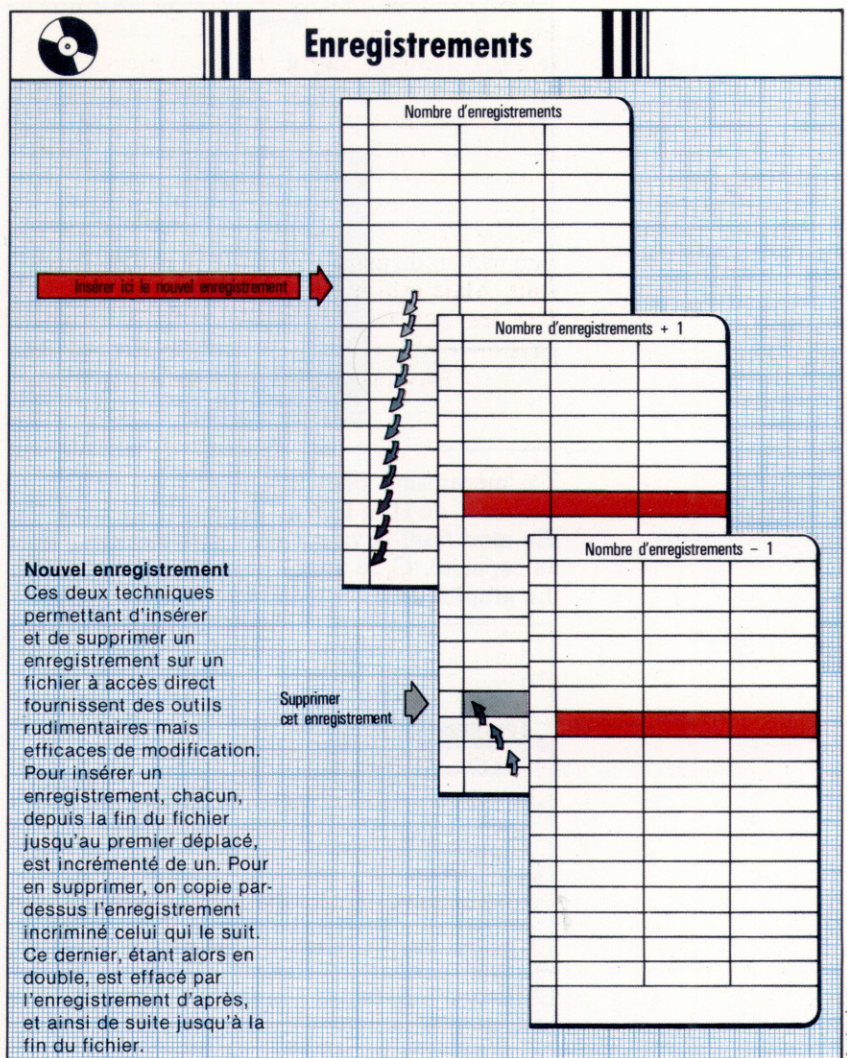 Enregistrements
Nombre d'enregistrements
Insérer ici le nouvel enregistrement
Nombre d'enregistrements + 1
Nombre d'enregistrements – 1
Nouvel enregistrement
Ces deux techniques
permettant d'insérer
et de supprimer un
enregistrement sur un
fichier à accès direct
fournissent des outils
rudimentaires mais
efficaces de modification.
Pour insérer un
enregistrement, chacun,
depuis la fin du fichier
jusqu'au premier déplacé,
est incrémenté de un. Pour
en supprimer, on copie par-
dessus l'enregistrement
incriminé celui qui le suit.
Ce dernier, étant alors en
double, est effacé par
l'enregistrement d'après,
et ainsi de suite jusqu'à la
fin du fichier.
Supprimer
cet enregistrement